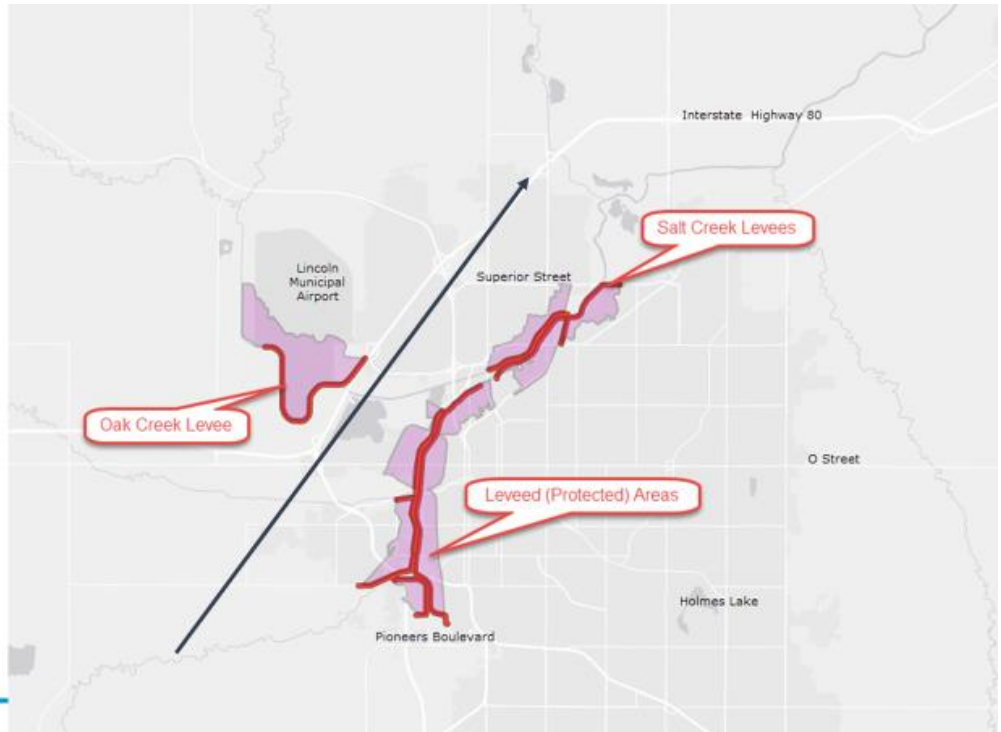 Interstate Highway 80
Salt Creek Levees
Lincoln
Municipal
Airport
Superior Street
Oak Creek Levee
O Street
Leveed (Protected) Areas
Holmes Lake
Pioneers Boulevard